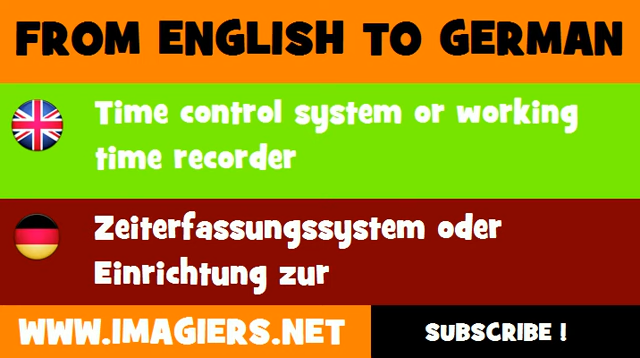 FROM ENGLISH TO GERMAN
Time control system or working
time recorder
Zeiterfassungssystem oder
Einrichtung zur
WWW.IMAGIERS.NET
SUBSCRIBE !